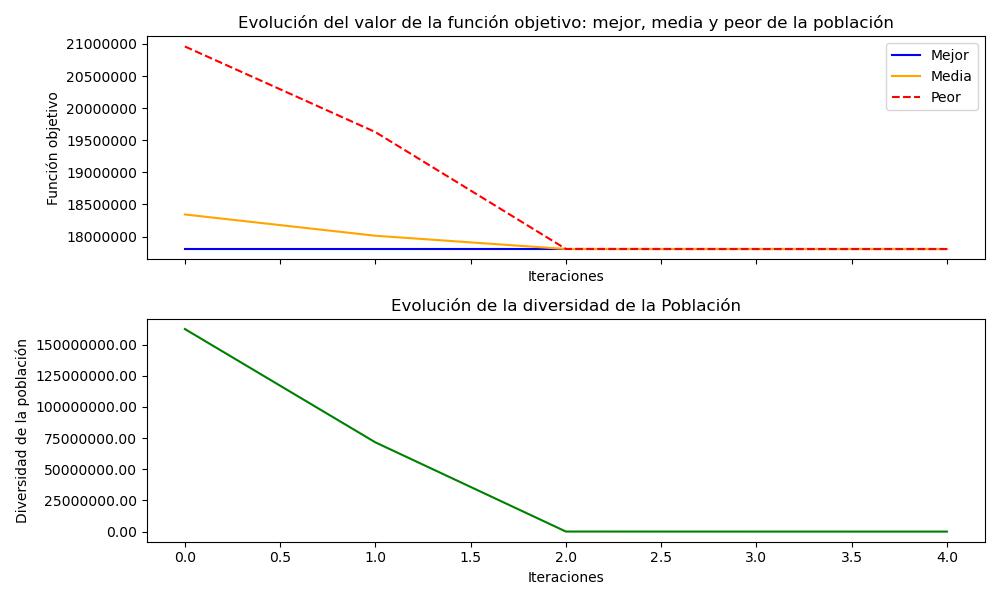 Evolución del valor de la función objetivo: mejor, media y peor de la población
21000000
20500000
20000000
19500000
19000000
18500000
18000000
Función objetivo
Mejor
Media
Peor
Iteraciones
Evolución de la diversidad de la Población
150000000.00
125000000.00
100000000.00
75000000.00
50000000.00
25000000.00
0.00
Diversidad de la población
0.0 0.5 1.0 1.5 2.0 2.5 3.0 3.5 4.0
Iteraciones